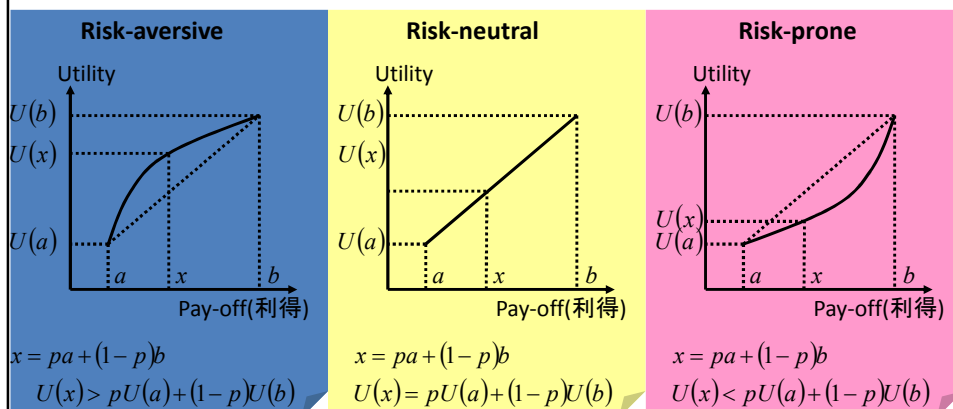 Risk-aversive
Utility
U(b)
U(x)
U(a)
a x b
Pay-off(利得)
x = pa + (1 − p)b
U(x) > pU(a) + (1 − p)U(b)
Risk-neutral
Utility
U(b)
U(x)
U(a)
a x b
Pay-off(利得)
x = pa + (1 − p)b
U(x) = pU(a) + (1 − p)U(b)
Risk-prone
Utility
U(b)
U(x)
U(a)
a x b
Pay-off(利得)
x = pa + (1 − p)b
U(x) < pU(a) + (1 − p)U(b)